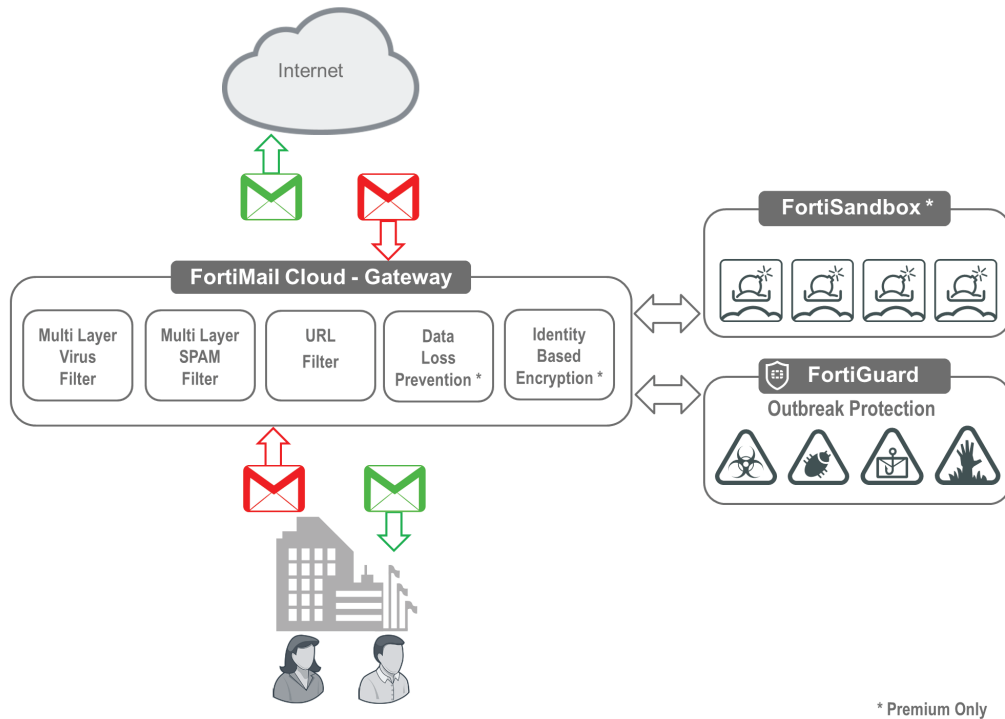 Internet
FortiSandbox *
FortiMail Cloud - Gateway
Multi Layer
Virus
Filter
Multi Layer
SPAM
Filter
URL
Filter
Data
Loss
Prevention *
Identity
Based
Encryption *
FortiGuard
Outbreak Protection
* Premium Only